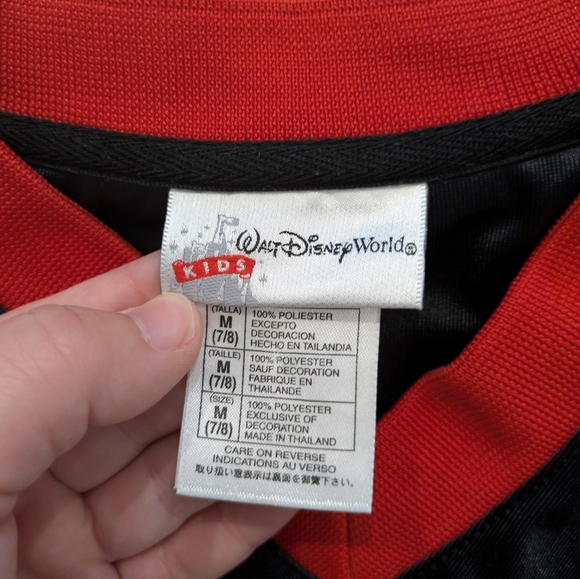 Walt Disney World®
KIDS
(TALLA)
M
(7/8)
100% POLIESTER
EXCEPTO
DECORACION
HECHO EN TAILANDIA
(TAILLE)
M
(7/8)
100% POLYESTER
SAUF DECORATION
FABRIQUE EN
THAILANDE
(SIZE)
M
(7/8)
100% POLYESTER
EXCLUSIVE OF
DECORATION
MADE IN THAILAND
CARE ON REVERSE
INDICATIONS AU VERSO
取り扱い意表示は裏面を御覧下さい。